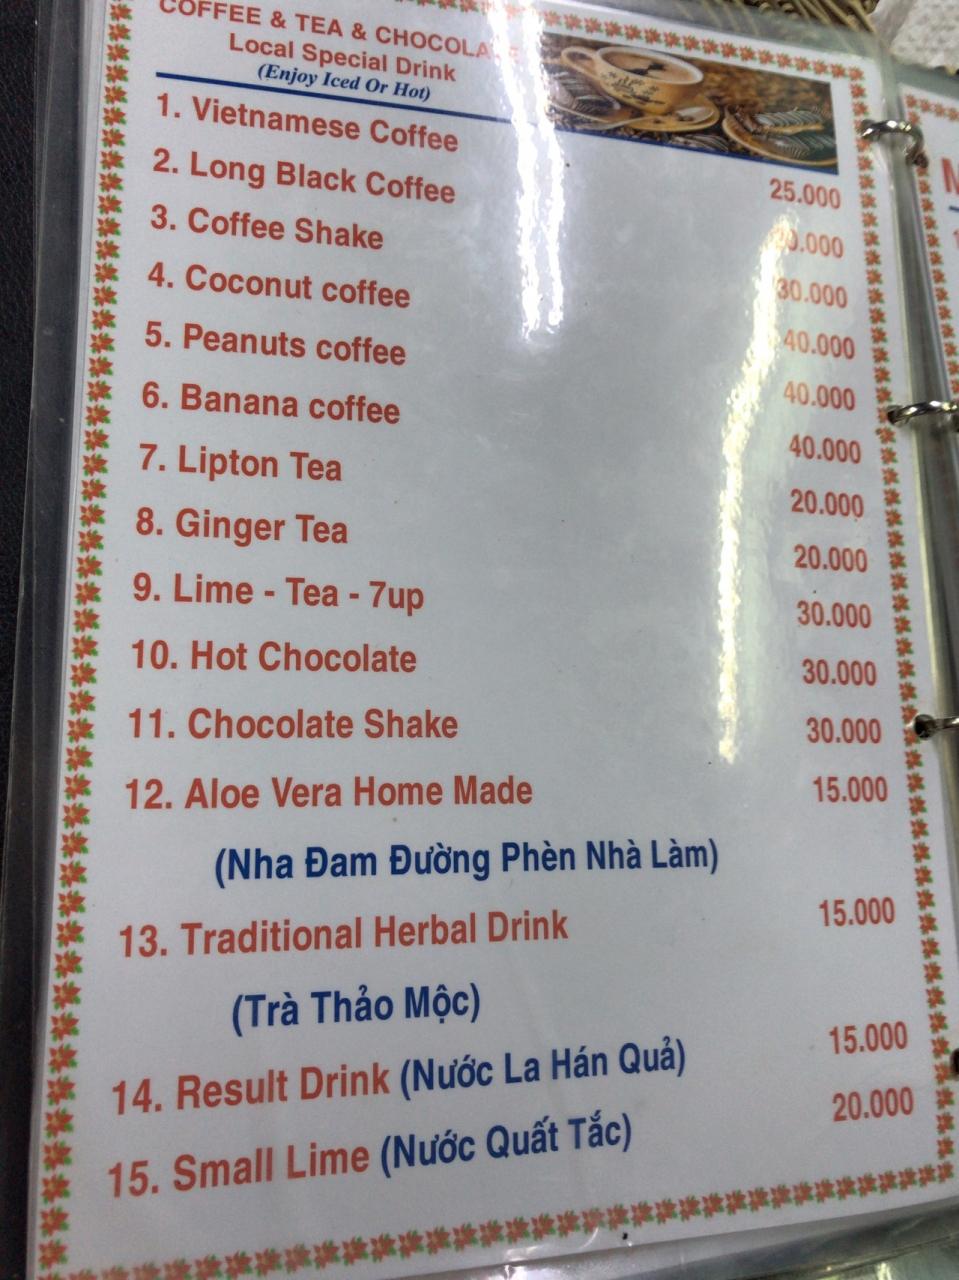 COFFEE & TEA & CHOCOLATE
Local Special Drink
(Enjoy Iced Or Hot)
1. Vietnamese Coffee 25.000
2. Long Black Coffee
3. Coffee Shake 30.000
4. Coconut coffee 40.000
5. Peanuts coffee 40.000
6. Banana coffee 40.000
7. Lipton Tea 20.000
8. Ginger Tea 20.000
9. Lime - Tea - 7up 30.000
10. Hot Chocolate 30.000
11. Chocolate Shake 30.000
12. Aloe Vera Home Made 15.000
(Nha Đam Đường Phèn Nhà Làm)
13. Traditional Herbal Drink 15.000
(Trà Thảo Mộc)
14. Result Drink (Nước La Hán Quả) 15.000
15. Small Lime (Nước Quất Tắc) 20.000